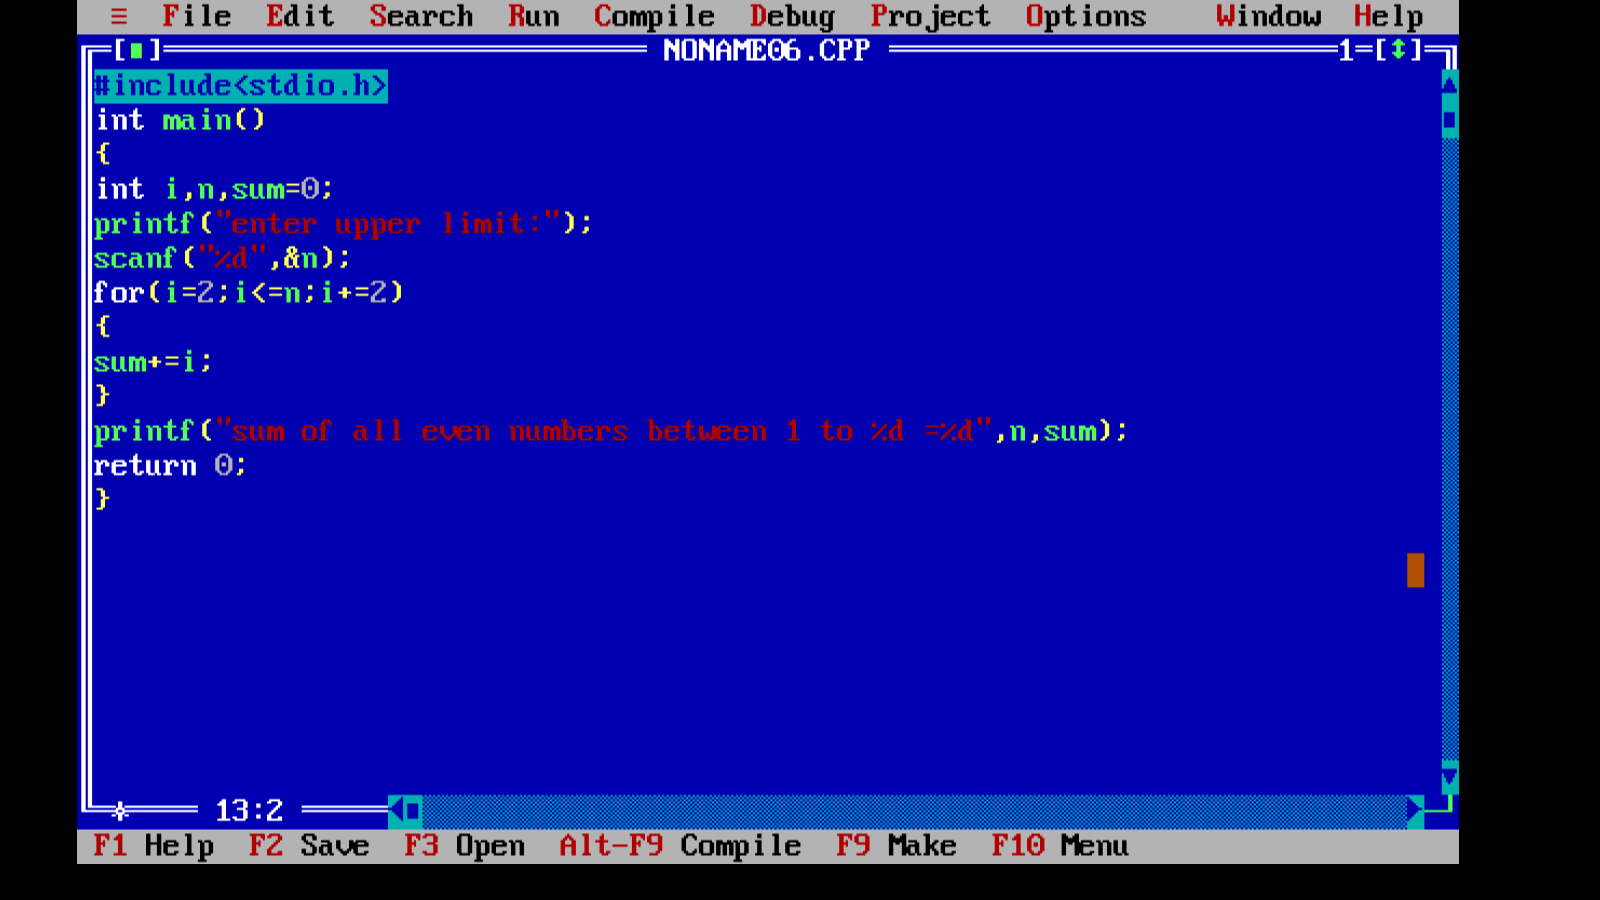 ≡ File Edit Search Run Compile Debug Project Options Window Help
[■] NONAME06.CPP 1=[↕]
#include<stdio.h>
int main()
{
int i,n,sum=0;
printf("enter upper limit:");
scanf("%d",&n);
for(i=2;i<=n;i+=2)
{
sum+=i;
}
printf("sum of all even numbers between 1 to %d =%d",n,sum);
return 0;
}
13:2
F1 Help F2 Save F3 Open Alt-F9 Compile F9 Make F10 Menu